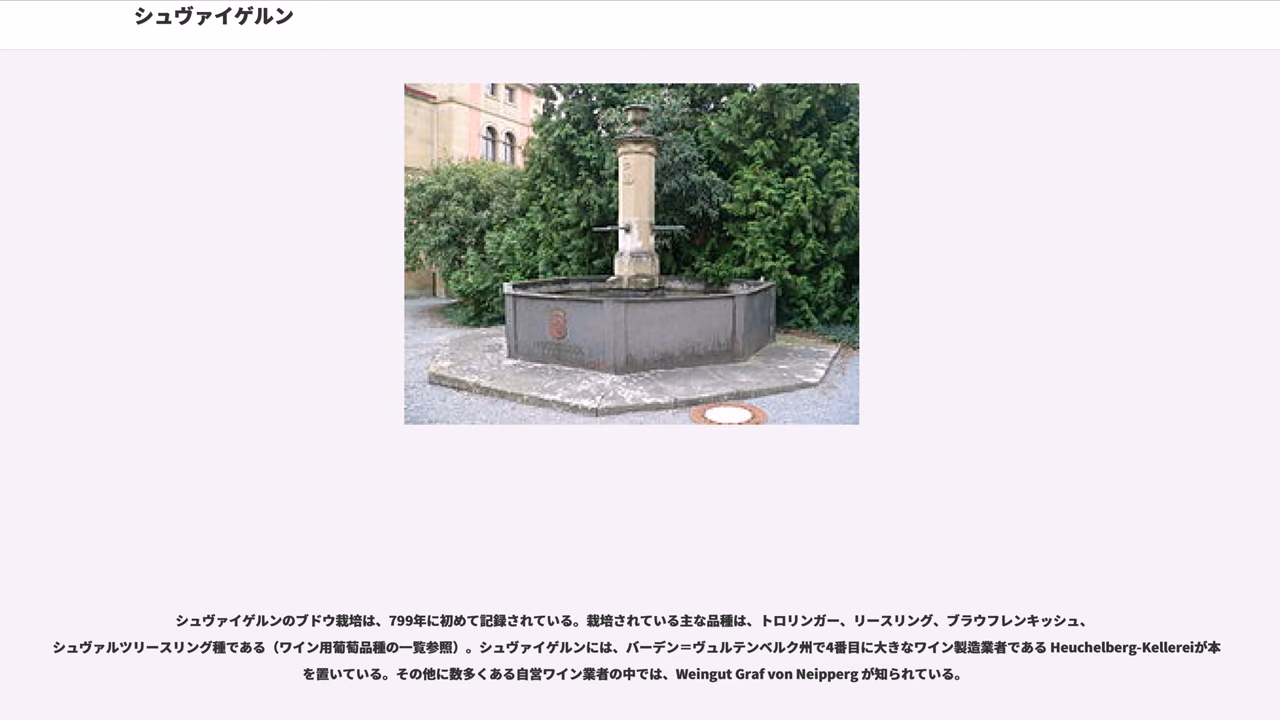 シュヴァイゲルン
シュヴァイゲルンのブドウ栽培は、799年に初めて記録されている。栽培されている主な品種は、トロリンガー、リースリング、ブラウフレンキッシュ、
シュヴァルツリースリング種である（ワイン用葡萄品種の一覧参照）。シュヴァイゲルンには、バーデン＝ヴュルテンベルク州で4番目に大きなワイン製造業者である Heuchelberg-Kellereiが本
を置いている。その他に数多くある自営ワイン業者の中では、Weingut Graf von Neipperg が知られている。